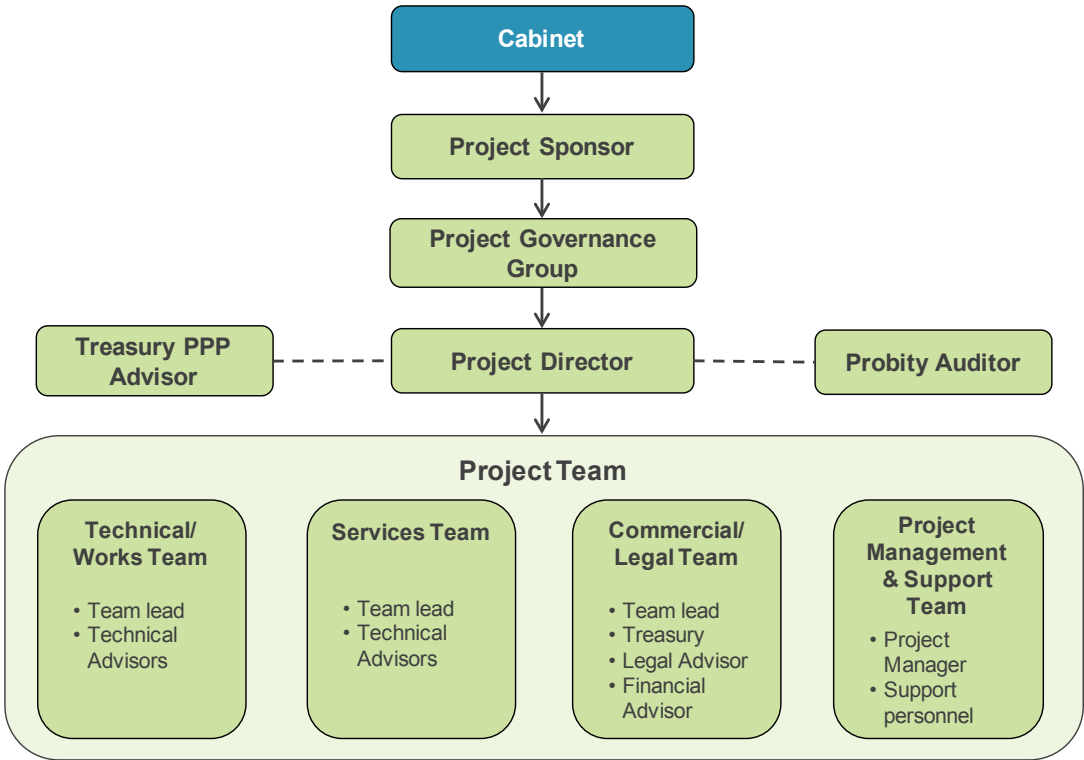 Cabinet
Project Sponsor
Project Governance
Group
Treasury PPP
Advisor
Project Director
Probity Auditor
Project Team
Technical/
Works Team
• Team lead
• Technical
Advisors
Services Team
• Team lead
• Technical
Advisors
Commercial/
Legal Team
• Team lead
• Treasury
• Legal Advisor
• Financial
Advisor
Project
Management
& Support
Team
• Project
Manager
• Support
personnel